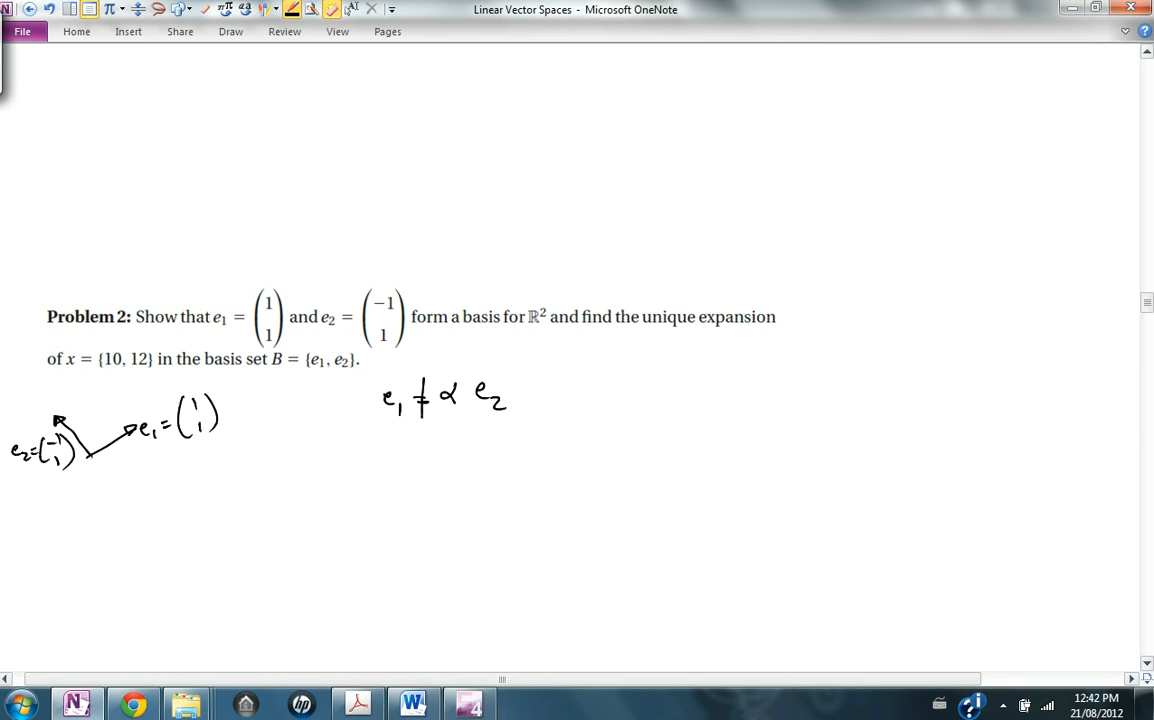 Linear Vector Spaces - Microsoft OneNote
File Home Insert Share Draw Review View Pages
Problem 2: Show that e₁ = (1 1) and e₂ = (−1 1) form a basis for ℝ² and find the unique expansion
of x = {10, 12} in the basis set B = {e₁, e₂}.
e₁ ≠ α e₂
e₁ = (1 1)
e₂ = (−1 1)
12:42 PM
21/08/2012